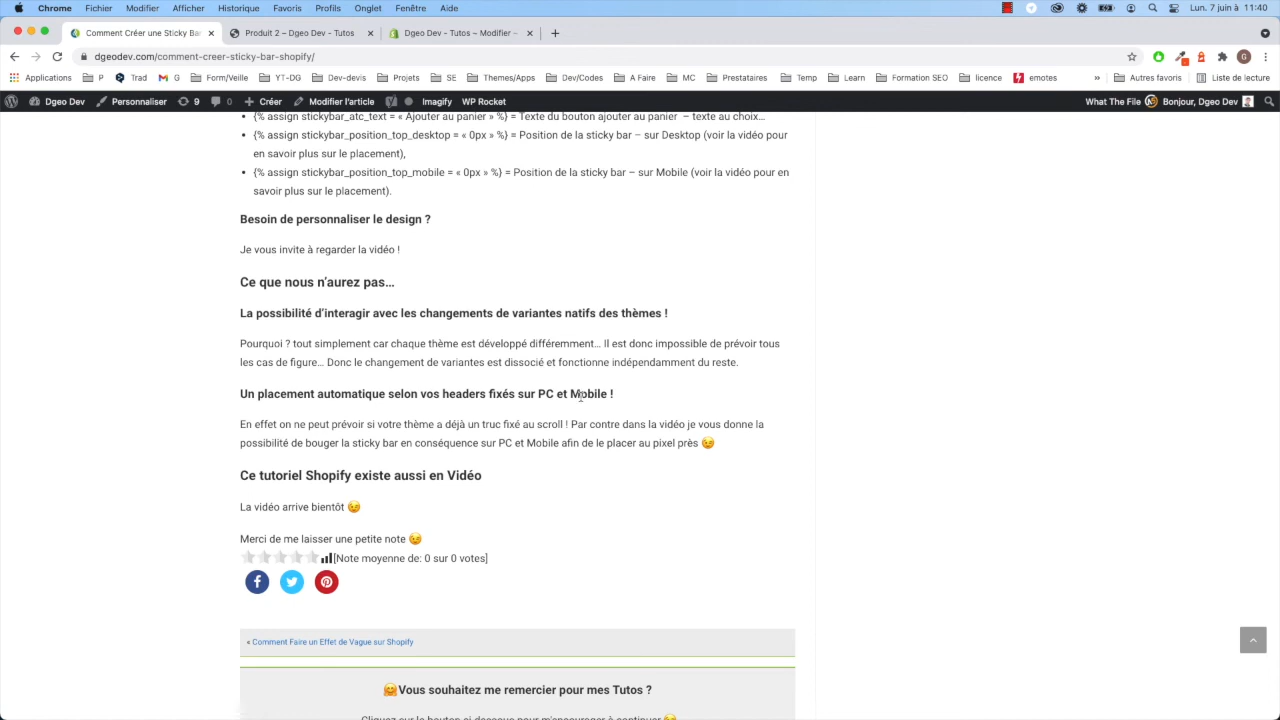 Chrome Fichier Modifier Afficher Historique Favoris Profils Onglet Fenêtre Aide Lun. 7 juin à 11:40
Comment Créer une Sticky Bar Produit 2 – Dgeo Dev - Tutos Dgeo Dev - Tutos ~ Modifier ~
dgeodev.com/comment-creer-sticky-bar-shopify/
Applications P Trad G Form/Veille YT-DG Dev-devis Projets SE Themes/Apps Dev/Codes A Faire MC Prestataires Temp Learn Formation SEO licence emotes » Autres favoris Liste de lecture
Dgeo Dev Personnaliser 9 0 Créer Modifier l'article Imagify WP Rocket What The File Bonjour, Dgeo Dev
{% assign stickybar_atc_text = « Ajouter au panier » %} = Texte du bouton ajouter au panier – texte au choix…
{% assign stickybar_position_top_desktop = « 0px » %} = Position de la sticky bar – sur Desktop (voir la vidéo pour
en savoir plus sur le placement),
{% assign stickybar_position_top_mobile = « 0px » %} = Position de la sticky bar – sur Mobile (voir la vidéo pour en
savoir plus sur le placement).
Besoin de personnaliser le design ?
Je vous invite à regarder la vidéo !
Ce que nous n’aurez pas…
La possibilité d’interagir avec les changements de variantes natifs des thèmes !
Pourquoi ? tout simplement car chaque thème est développé différemment… Il est donc impossible de prévoir tous
les cas de figure… Donc le changement de variantes est dissocié et fonctionne indépendamment du reste.
Un placement automatique selon vos headers fixés sur PC et Mobile !
En effet on ne peut prévoir si votre thème a déjà un truc fixé au scroll ! Par contre dans la vidéo je vous donne la
possibilité de bouger la sticky bar en conséquence sur PC et Mobile afin de le placer au pixel près 😉
Ce tutoriel Shopify existe aussi en Vidéo
La vidéo arrive bientôt 😉
Merci de me laisser une petite note 😉
[Note moyenne de: 0 sur 0 votes]
« Comment Faire un Effet de Vague sur Shopify
🤗Vous souhaitez me remercier pour mes Tutos ?
Cliquez sur le bouton ci-dessous pour m'encourager à continuer 😉